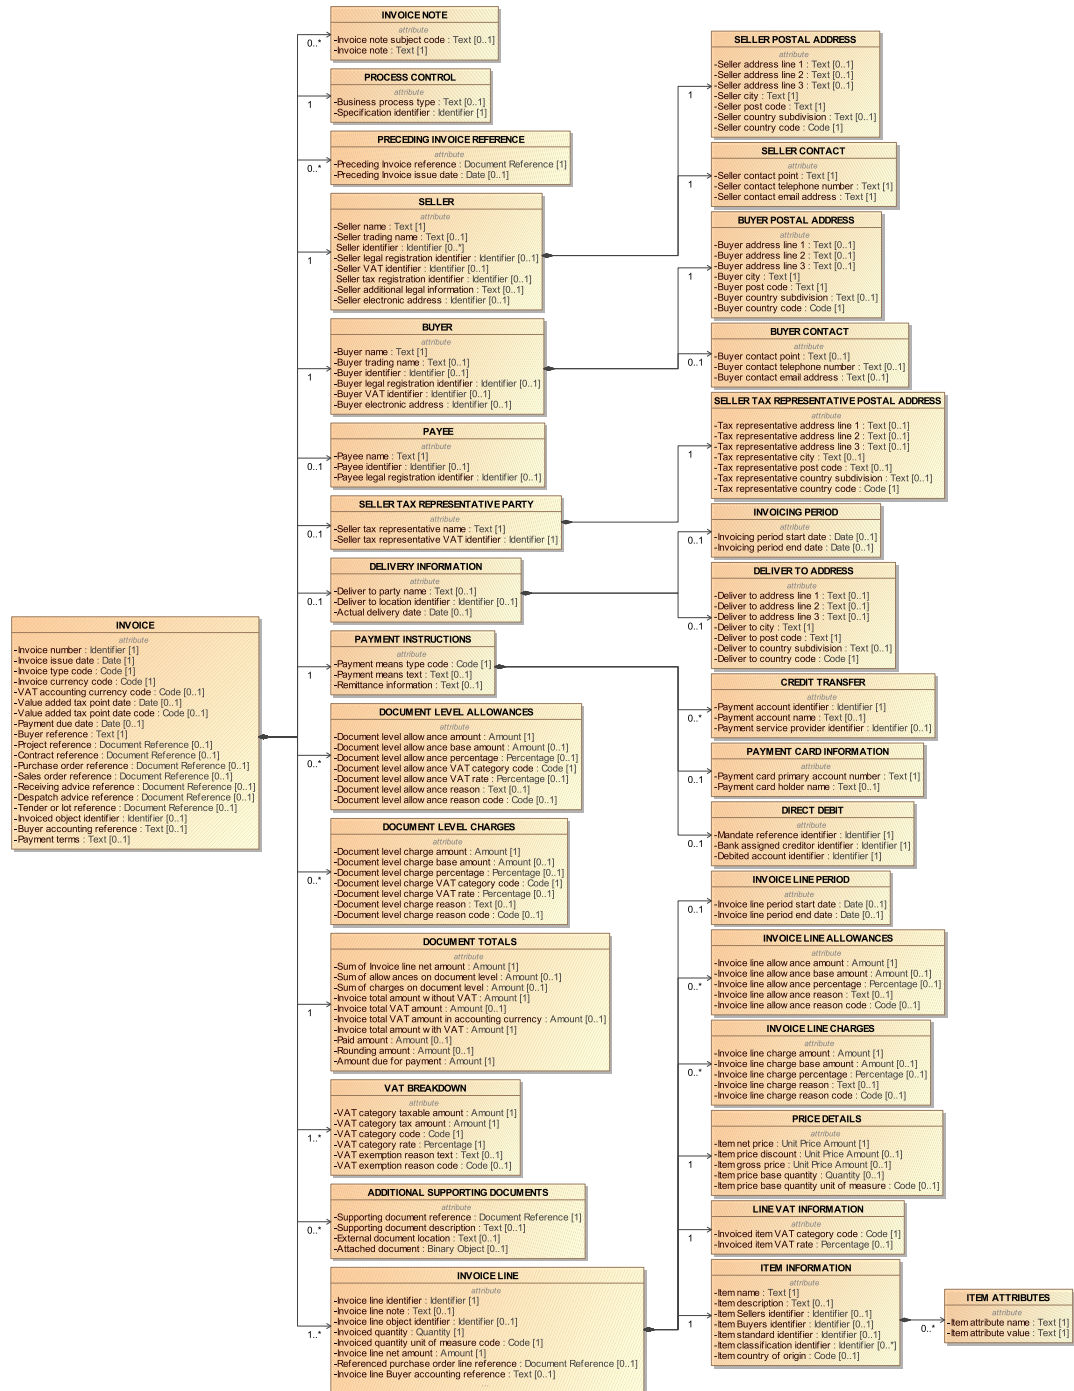 INVOICE
attribute
-Invoice number : Identifier [1]
-Invoice issue date : Date [1]
-Invoice type code : Code [1]
-Invoice currency code : Code [1]
-VAT accounting currency code : Code [0..1]
-Value added tax point date : Date [0..1]
-Value added tax point date code : Code [0..1]
-Payment due date : Date [0..1]
-Buyer reference : Text [1]
-Project reference : Document Reference [0..1]
-Contract reference : Document Reference [0..1]
-Purchase order reference : Document Reference [0..1]
-Sales order reference : Document Reference [0..1]
-Receiving advice reference : Document Reference [0..1]
-Despatch advice reference : Document Reference [0..1]
-Tender or lot reference : Document Reference [0..1]
-Invoiced object identifier : Identifier [0..1]
-Buyer accounting reference : Text [0..1]
-Payment terms : Text [0..1]
0..*
INVOICE NOTE
attribute
-Invoice note subject code : Text [0..1]
-Invoice note : Text [1]
1
PROCESS CONTROL
attribute
-Business process type : Text [0..1]
-Specification identifier : Identifier [1]
0..*
PRECEDING INVOICE REFERENCE
attribute
-Preceding Invoice reference : Document Reference [1]
-Preceding Invoice issue date : Date [0..1]
1
SELLER
attribute
-Seller name : Text [1]
-Seller trading name : Text [0..1]
Seller identifier : Identifier [0..*]
-Seller legal registration identifier : Identifier [0..1]
-Seller VAT identifier : Identifier [0..1]
Seller tax registration identifier : Identifier [0..1]
-Seller additional legal information : Text [0..1]
-Seller electronic address : Identifier [0..1]
1
BUYER
attribute
-Buyer name : Text [1]
-Buyer trading name : Text [0..1]
-Buyer identifier : Identifier [0..1]
-Buyer legal registration identifier : Identifier [0..1]
-Buyer VAT identifier : Identifier [0..1]
-Buyer electronic address : Identifier [0..1]
0..1
PAYEE
attribute
-Payee name : Text [1]
-Payee identifier : Identifier [0..1]
-Payee legal registration identifier : Identifier [0..1]
0..1
SELLER TAX REPRESENTATIVE PARTY
attribute
-Seller tax representative name : Text [1]
-Seller tax representative VAT identifier : Identifier [1]
0..1
DELIVERY INFORMATION
attribute
-Deliver to party name : Text [0..1]
-Deliver to location identifier : Identifier [0..1]
-Actual delivery date : Date [0..1]
1
PAYMENT INSTRUCTIONS
attribute
-Payment means type code : Code [1]
-Payment means text : Text [0..1]
-Remittance information : Text [0..1]
0..*
DOCUMENT LEVEL ALLOWANCES
attribute
-Document level allowance amount : Amount [1]
-Document level allowance base amount : Amount [0..1]
-Document level allowance percentage : Percentage [0..1]
-Document level allowance VAT category code : Code [1]
-Document level allowance VAT rate : Percentage [0..1]
-Document level allowance reason : Text [0..1]
-Document level allowance reason code : Code [0..1]
0..*
DOCUMENT LEVEL CHARGES
attribute
-Document level charge amount : Amount [1]
-Document level charge base amount : Amount [0..1]
-Document level charge percentage : Percentage [0..1]
-Document level charge VAT category code : Code [1]
-Document level charge VAT rate : Percentage [0..1]
-Document level charge reason : Text [0..1]
-Document level charge reason code : Code [0..1]
1
DOCUMENT TOTALS
attribute
-Sum of Invoice line net amount : Amount [1]
-Sum of allowances on document level : Amount [0..1]
-Sum of charges on document level : Amount [0..1]
-Invoice total amount without VAT : Amount [1]
-Invoice total VAT amount : Amount [0..1]
-Invoice total VAT amount in accounting currency : Amount [0..1]
-Invoice total amount with VAT : Amount [1]
-Paid amount : Amount [0..1]
-Rounding amount : Amount [0..1]
-Amount due for payment : Amount [1]
1..*
VAT BREAKDOWN
attribute
-VAT category taxable amount : Amount [1]
-VAT category tax amount : Amount [1]
-VAT category code : Code [1]
-VAT category rate : Percentage [1]
-VAT exemption reason text : Text [0..1]
-VAT exemption reason code : Code [0..1]
0..*
ADDITIONAL SUPPORTING DOCUMENTS
attribute
-Supporting document reference : Document Reference [1]
-Supporting document description : Text [0..1]
-External document location : Text [0..1]
-Attached document : Binary Object [0..1]
1..*
INVOICE LINE
attribute
-Invoice line identifier : Identifier [1]
-Invoice line note : Text [0..1]
-Invoice line object identifier : Identifier [0..1]
-Invoiced quantity : Quantity [1]
-Invoiced quantity unit of measure code : Code [1]
-Invoice line net amount : Amount [1]
-Referenced purchase order line reference : Document Reference [0..1]
-Invoice line Buyer accounting reference : Text [0..1]
...
1
SELLER POSTAL ADDRESS
attribute
-Seller address line 1 : Text [0..1]
-Seller address line 2 : Text [0..1]
-Seller address line 3 : Text [0..1]
-Seller city : Text [1]
-Seller post code : Text [1]
-Seller country subdivision : Text [0..1]
-Seller country code : Code [1]
1
SELLER CONTACT
attribute
-Seller contact point : Text [1]
-Seller contact telephone number : Text [1]
-Seller contact email address : Text [1]
1
BUYER POSTAL ADDRESS
attribute
-Buyer address line 1 : Text [0..1]
-Buyer address line 2 : Text [0..1]
-Buyer address line 3 : Text [0..1]
-Buyer city : Text [1]
-Buyer post code : Text [1]
-Buyer country subdivision : Text [0..1]
-Buyer country code : Code [1]
0..1
BUYER CONTACT
attribute
-Buyer contact point : Text [0..1]
-Buyer contact telephone number : Text [0..1]
-Buyer contact email address : Text [0..1]
1
SELLER TAX REPRESENTATIVE POSTAL ADDRESS
attribute
-Tax representative address line 1 : Text [0..1]
-Tax representative address line 2 : Text [0..1]
-Tax representative address line 3 : Text [0..1]
-Tax representative city : Text [0..1]
-Tax representative post code : Text [0..1]
-Tax representative country subdivision : Text [0..1]
-Tax representative country code : Code [1]
0..1
INVOICING PERIOD
attribute
-Invoicing period start date : Date [0..1]
-Invoicing period end date : Date [0..1]
0..1
DELIVER TO ADDRESS
attribute
-Deliver to address line 1 : Text [0..1]
-Deliver to address line 2 : Text [0..1]
-Deliver to address line 3 : Text [0..1]
-Deliver to city : Text [1]
-Deliver to post code : Text [1]
-Deliver to country subdivision : Text [0..1]
-Deliver to country code : Code [1]
0..*
CREDIT TRANSFER
attribute
-Payment account identifier : Identifier [1]
-Payment account name : Text [0..1]
-Payment service provider identifier : Identifier [0..1]
0..1
PAYMENT CARD INFORMATION
attribute
-Payment card primary account number : Text [1]
-Payment card holder name : Text [0..1]
0..1
DIRECT DEBIT
attribute
-Mandate reference identifier : Identifier [1]
-Bank assigned creditor identifier : Identifier [1]
-Debited account identifier : Identifier [1]
0..1
INVOICE LINE PERIOD
attribute
-Invoice line period start date : Date [0..1]
-Invoice line period end date : Date [0..1]
0..*
INVOICE LINE ALLOWANCES
attribute
-Invoice line allowance amount : Amount [1]
-Invoice line allowance base amount : Amount [0..1]
-Invoice line allowance percentage : Percentage [0..1]
-Invoice line allowance reason : Text [0..1]
-Invoice line allowance reason code : Code [0..1]
0..*
INVOICE LINE CHARGES
attribute
-Invoice line charge amount : Amount [1]
-Invoice line charge base amount : Amount [0..1]
-Invoice line charge percentage : Percentage [0..1]
-Invoice line charge reason : Text [0..1]
-Invoice line charge reason code : Code [0..1]
1
PRICE DETAILS
attribute
-Item net price : Unit Price Amount [1]
-Item price discount : Unit Price Amount [0..1]
-Item gross price : Unit Price Amount [0..1]
-Item price base quantity : Quantity [0..1]
-Item price base quantity unit of measure : Code [0..1]
1
LINE VAT INFORMATION
attribute
-Invoiced item VAT category code : Code [1]
-Invoiced item VAT rate : Percentage [0..1]
1
ITEM INFORMATION
attribute
-Item name : Text [1]
-Item description : Text [0..1]
-Item Sellers identifier : Identifier [0..1]
-Item Buyers identifier : Identifier [0..1]
-Item standard identifier : Identifier [0..1]
-Item classification identifier : Identifier [0..*]
-Item country of origin : Code [0..1]
0..*
ITEM ATTRIBUTES
attribute
-Item attribute name : Text [1]
-Item attribute value : Text [1]